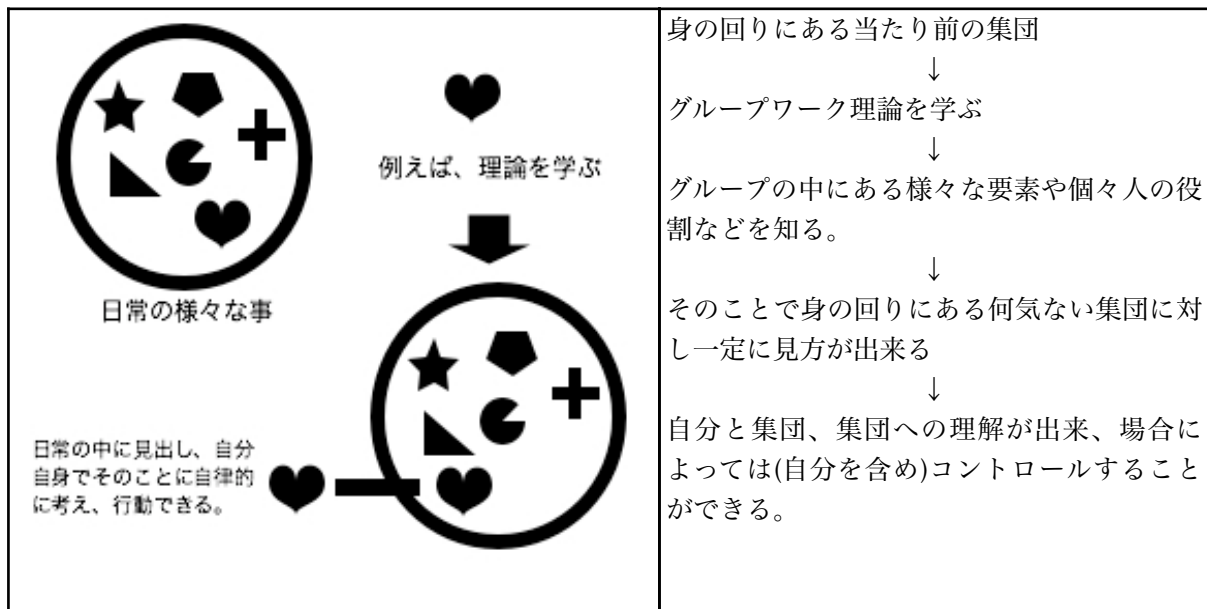 例えば、理論を学ぶ
日常の様々な事
日常の中に見出し、自分
自身でそのことに自律的
に考え、行動できる。
身の回りにある当たり前の集団
↓
グループワーク理論を学ぶ
↓
グループの中にある様々な要素や個々人の役
割などを知る。
↓
そのことで身の回りにある何気ない集団に対
し一定に見方が出来る
↓
自分と集団、集団への理解が出来、場合に
よっては(自分を含め)コントロールすること
ができる。